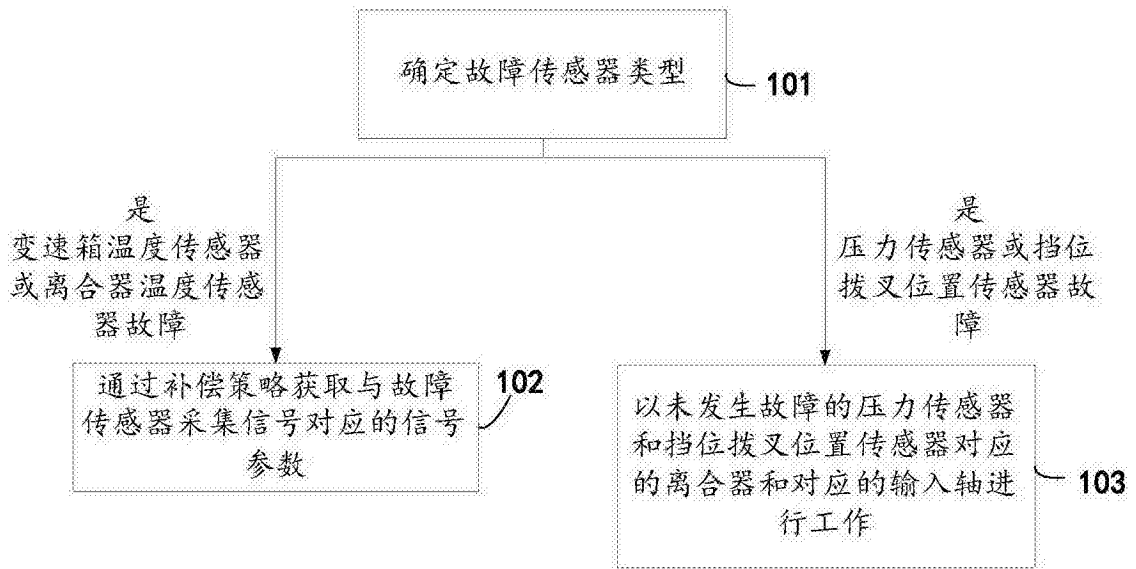 确定故障传感器类型
101
是
变速箱温度传感器
或离合器温度传感
器故障
是
压力传感器或挡位
拨叉位置传感器故
障
通过补偿策略获取与故障
传感器采集信号对应的信号
参数
102
以未发生故障的压力传感器
和挡位拨叉位置传感器对应
的离合器和对应的输入轴进
行工作
103